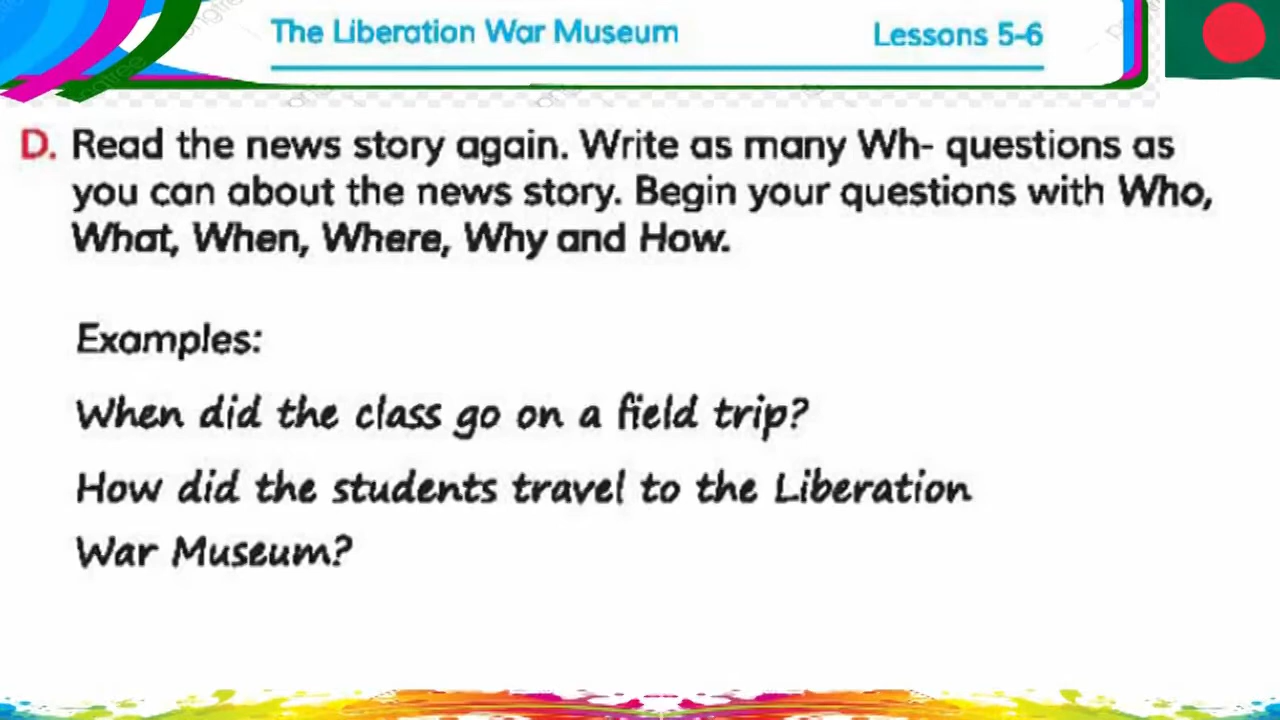 The Liberation War Museum
Lessons 5-6
D. Read the news story again. Write as many Wh- questions as
you can about the news story. Begin your questions with Who,
What, When, Where, Why and How.
Examples:
When did the class go on a field trip?
How did the students travel to the Liberation
War Museum?